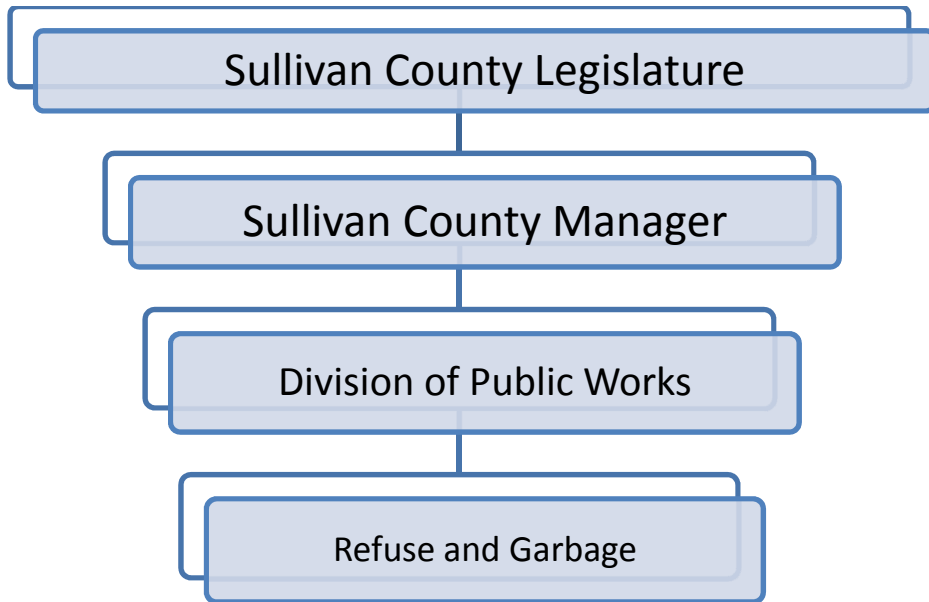 Sullivan County Legislature
Sullivan County Manager
Division of Public Works
Refuse and Garbage